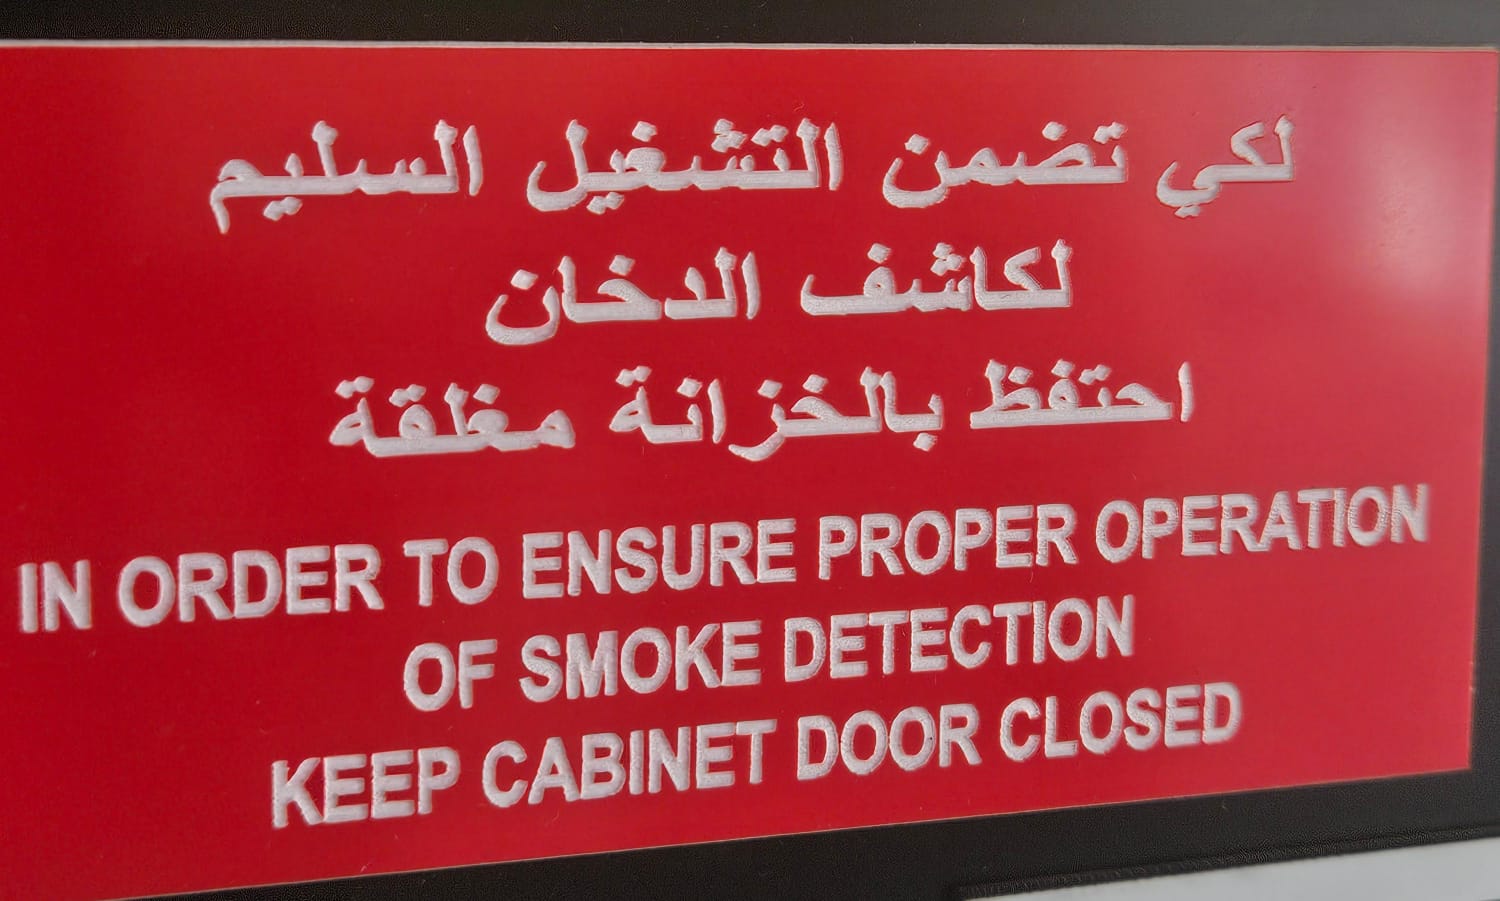 لكي تضمن التشغيل السليم
لكاشف الدخان
احتفظ بالخزانة مغلقة
IN ORDER TO ENSURE PROPER OPERATION
OF SMOKE DETECTION
KEEP CABINET DOOR CLOSED